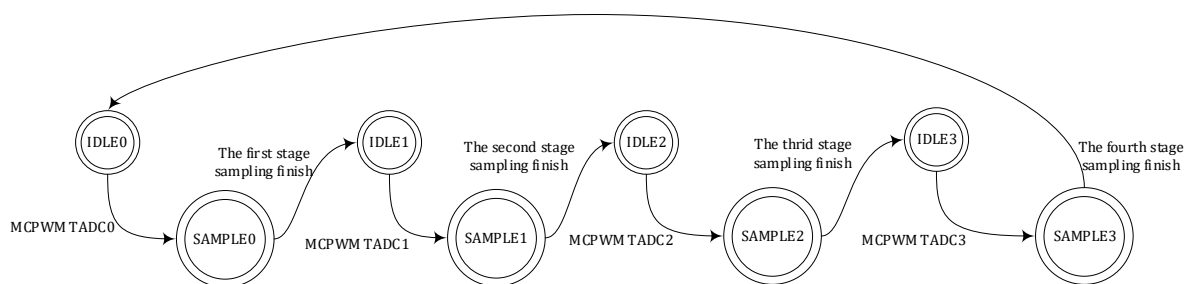 IDLE0
IDLE1
IDLE2
IDLE3
The first stage
sampling finish
The second stage
sampling finish
The thrid stage
sampling finish
The fourth stage
sampling finish
MCPWM TADC0
SAMPLE0
MCPWM TADC1
SAMPLE1
MCPWM TADC2
SAMPLE2
MCPWM TADC3
SAMPLE3